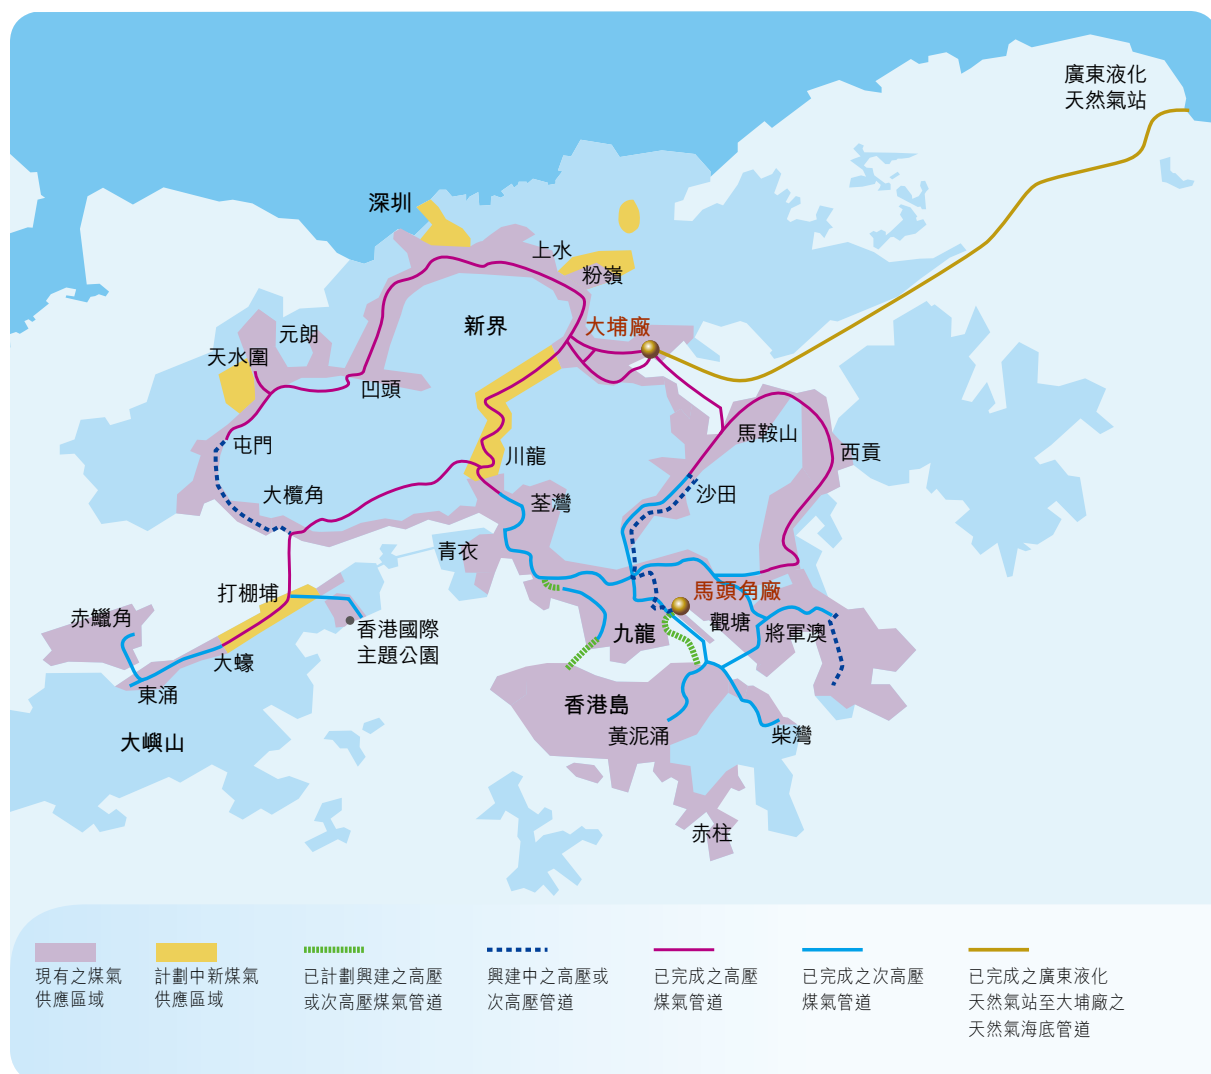 廣東液化
天然氣站
深圳
上水
粉嶺
新界
大埔廠
元朗
天水圍
凹頭
屯門
馬鞍山
西貢
川龍
大欖角
荃灣
沙田
青衣
打棚埔
馬頭角廠
赤鱲角
香港國際
主題公園
九龍
觀塘
將軍澳
大蠔
東涌
香港島
大嶼山
黃泥涌
柴灣
赤柱
現有之煤氣
供應區域
計劃中新煤氣
供應區域
已計劃興建之高壓
或次高壓煤氣管道
興建中之高壓或
次高壓管道
已完成之高壓
煤氣管道
已完成之次高壓
煤氣管道
已完成之廣東液化
天然氣站至大埔廠之
天然氣海底管道